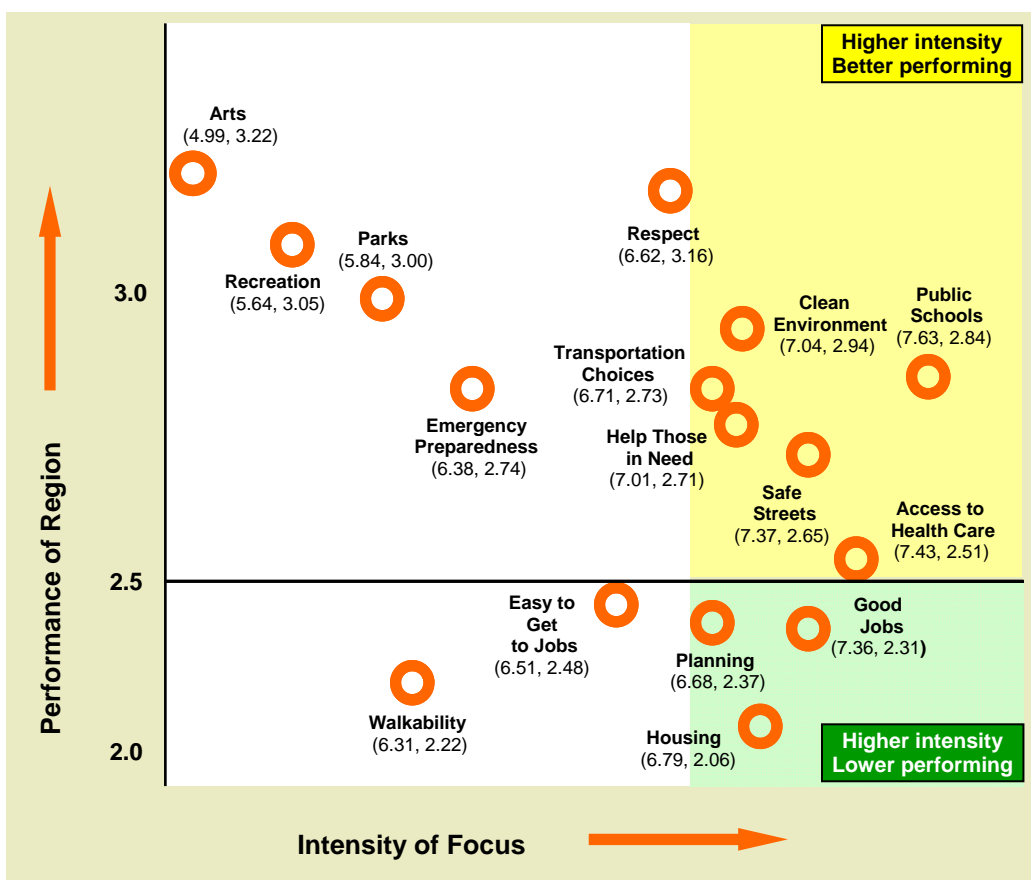 Higher intensity
Better performing
Arts
(4.99, 3.22)
Respect
(6.62, 3.16)
Parks
(5.84, 3.00)
Recreation
(5.64, 3.05)
3.0
Clean
Environment
(7.04, 2.94)
Public
Schools
(7.63, 2.84)
Transportation
Choices
(6.71, 2.73)
Emergency
Preparedness
(6.38, 2.74)
Help Those
in Need
(7.01, 2.71)
Safe
Streets
(7.37, 2.65)
Access to
Health Care
(7.43, 2.51)
Performance of Region
2.5
Easy to
Get
to Jobs
(6.51, 2.48)
Good
Jobs
(7.36, 2.31)
Planning
(6.68, 2.37)
Walkability
(6.31, 2.22)
Housing
(6.79, 2.06)
2.0
Higher intensity
Lower performing
Intensity of Focus